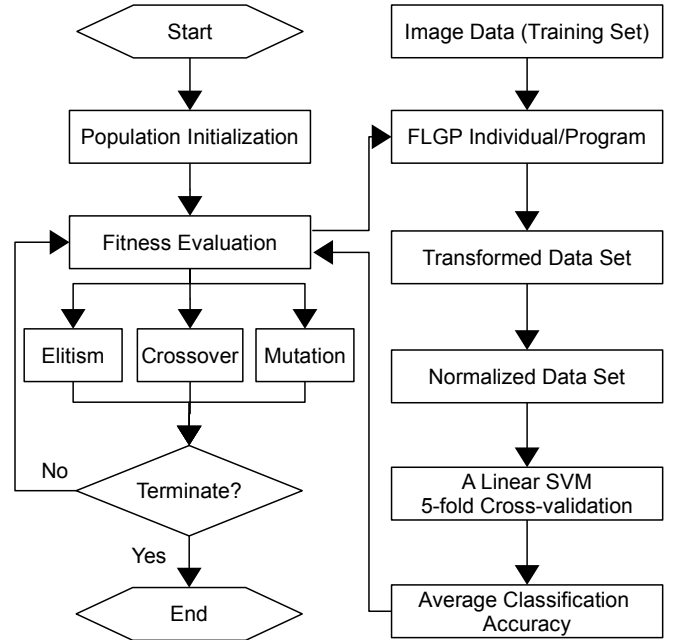 Start
Population Initialization
Fitness Evaluation
Elitism
Crossover
Mutation
No
Terminate?
Yes
End
Image Data (Training Set)
FLGP Individual/Program
Transformed Data Set
Normalized Data Set
A Linear SVM
5-fold Cross-validation
Average Classification
Accuracy